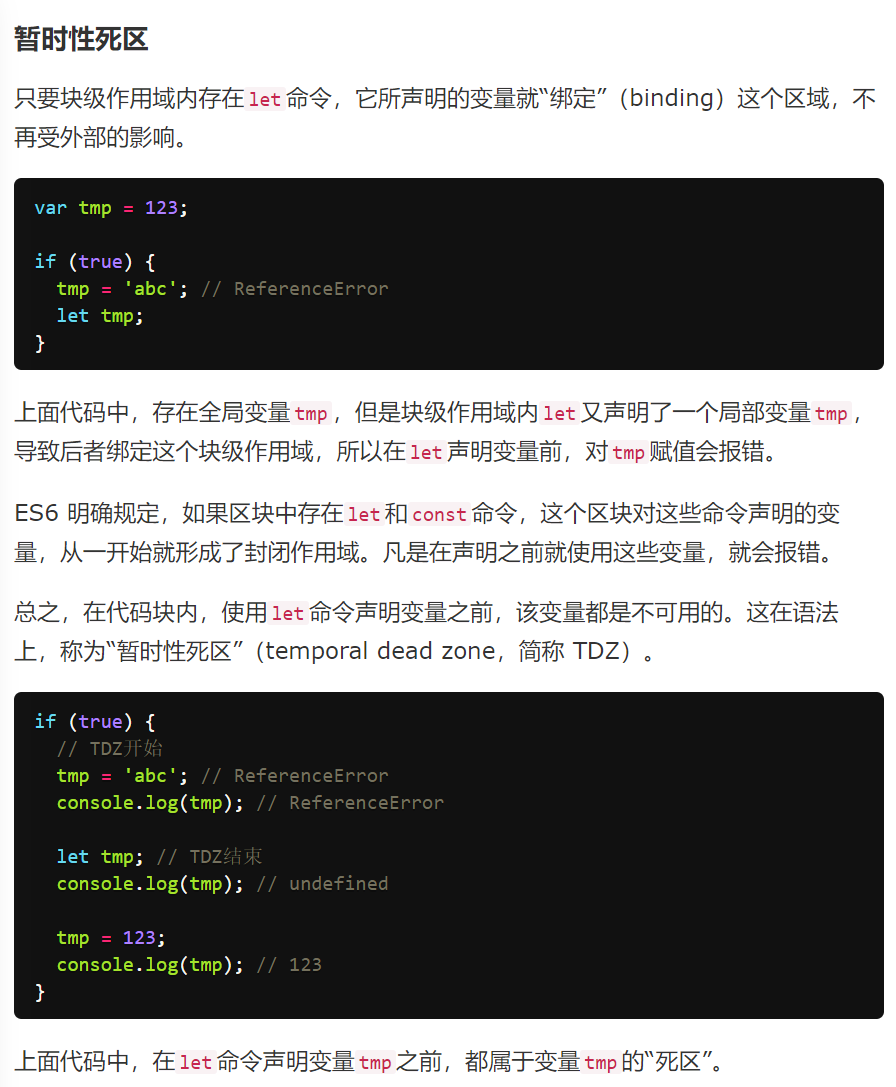 暂时性死区
只要块级作用域内存在let命令，它所声明的变量就“绑定”（binding）这个区域，不
再受外部的影响。
var tmp = 123;
if (true) {
  tmp = 'abc'; // ReferenceError
  let tmp;
}
上面代码中，存在全局变量tmp，但是块级作用域内let又声明了一个局部变量tmp，
导致后者绑定这个块级作用域，所以在let声明变量前，对tmp赋值会报错。
ES6 明确规定，如果区块中存在let和const命令，这个区块对这些命令声明的变
量，从一开始就形成了封闭作用域。凡是在声明之前就使用这些变量，就会报错。
总之，在代码块内，使用let命令声明变量之前，该变量都是不可用的。这在语法
上，称为“暂时性死区”（temporal dead zone，简称 TDZ）。
if (true) {
  // TDZ开始
  tmp = 'abc'; // ReferenceError
  console.log(tmp); // ReferenceError
  let tmp; // TDZ结束
  console.log(tmp); // undefined
  tmp = 123;
  console.log(tmp); // 123
}
上面代码中，在let命令声明变量tmp之前，都属于变量tmp的“死区”。